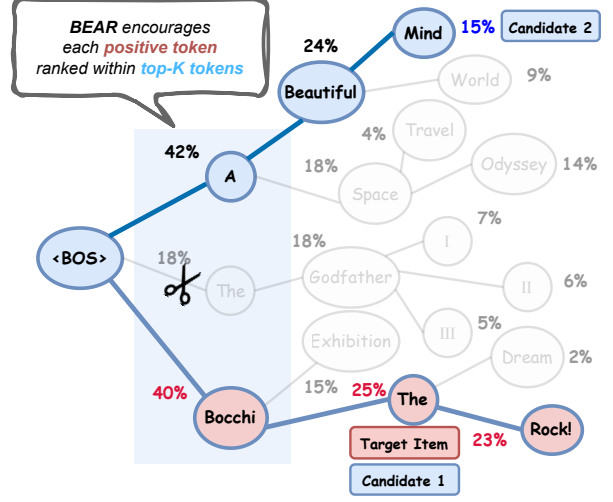 BEAR encourages
each positive token
ranked within top-K tokens
24%
Mind
15%
Candidate 2
Beautiful
World
9%
4%
Travel
42%
18%
Odyssey
14%
A
Space
7%
<BOS>
18%
18%
I
The
Godfather
II
6%
Exhibition
III
5%
Dream
2%
40%
15%
25%
The
Bocchi
23%
Rock!
Target Item
Candidate 1